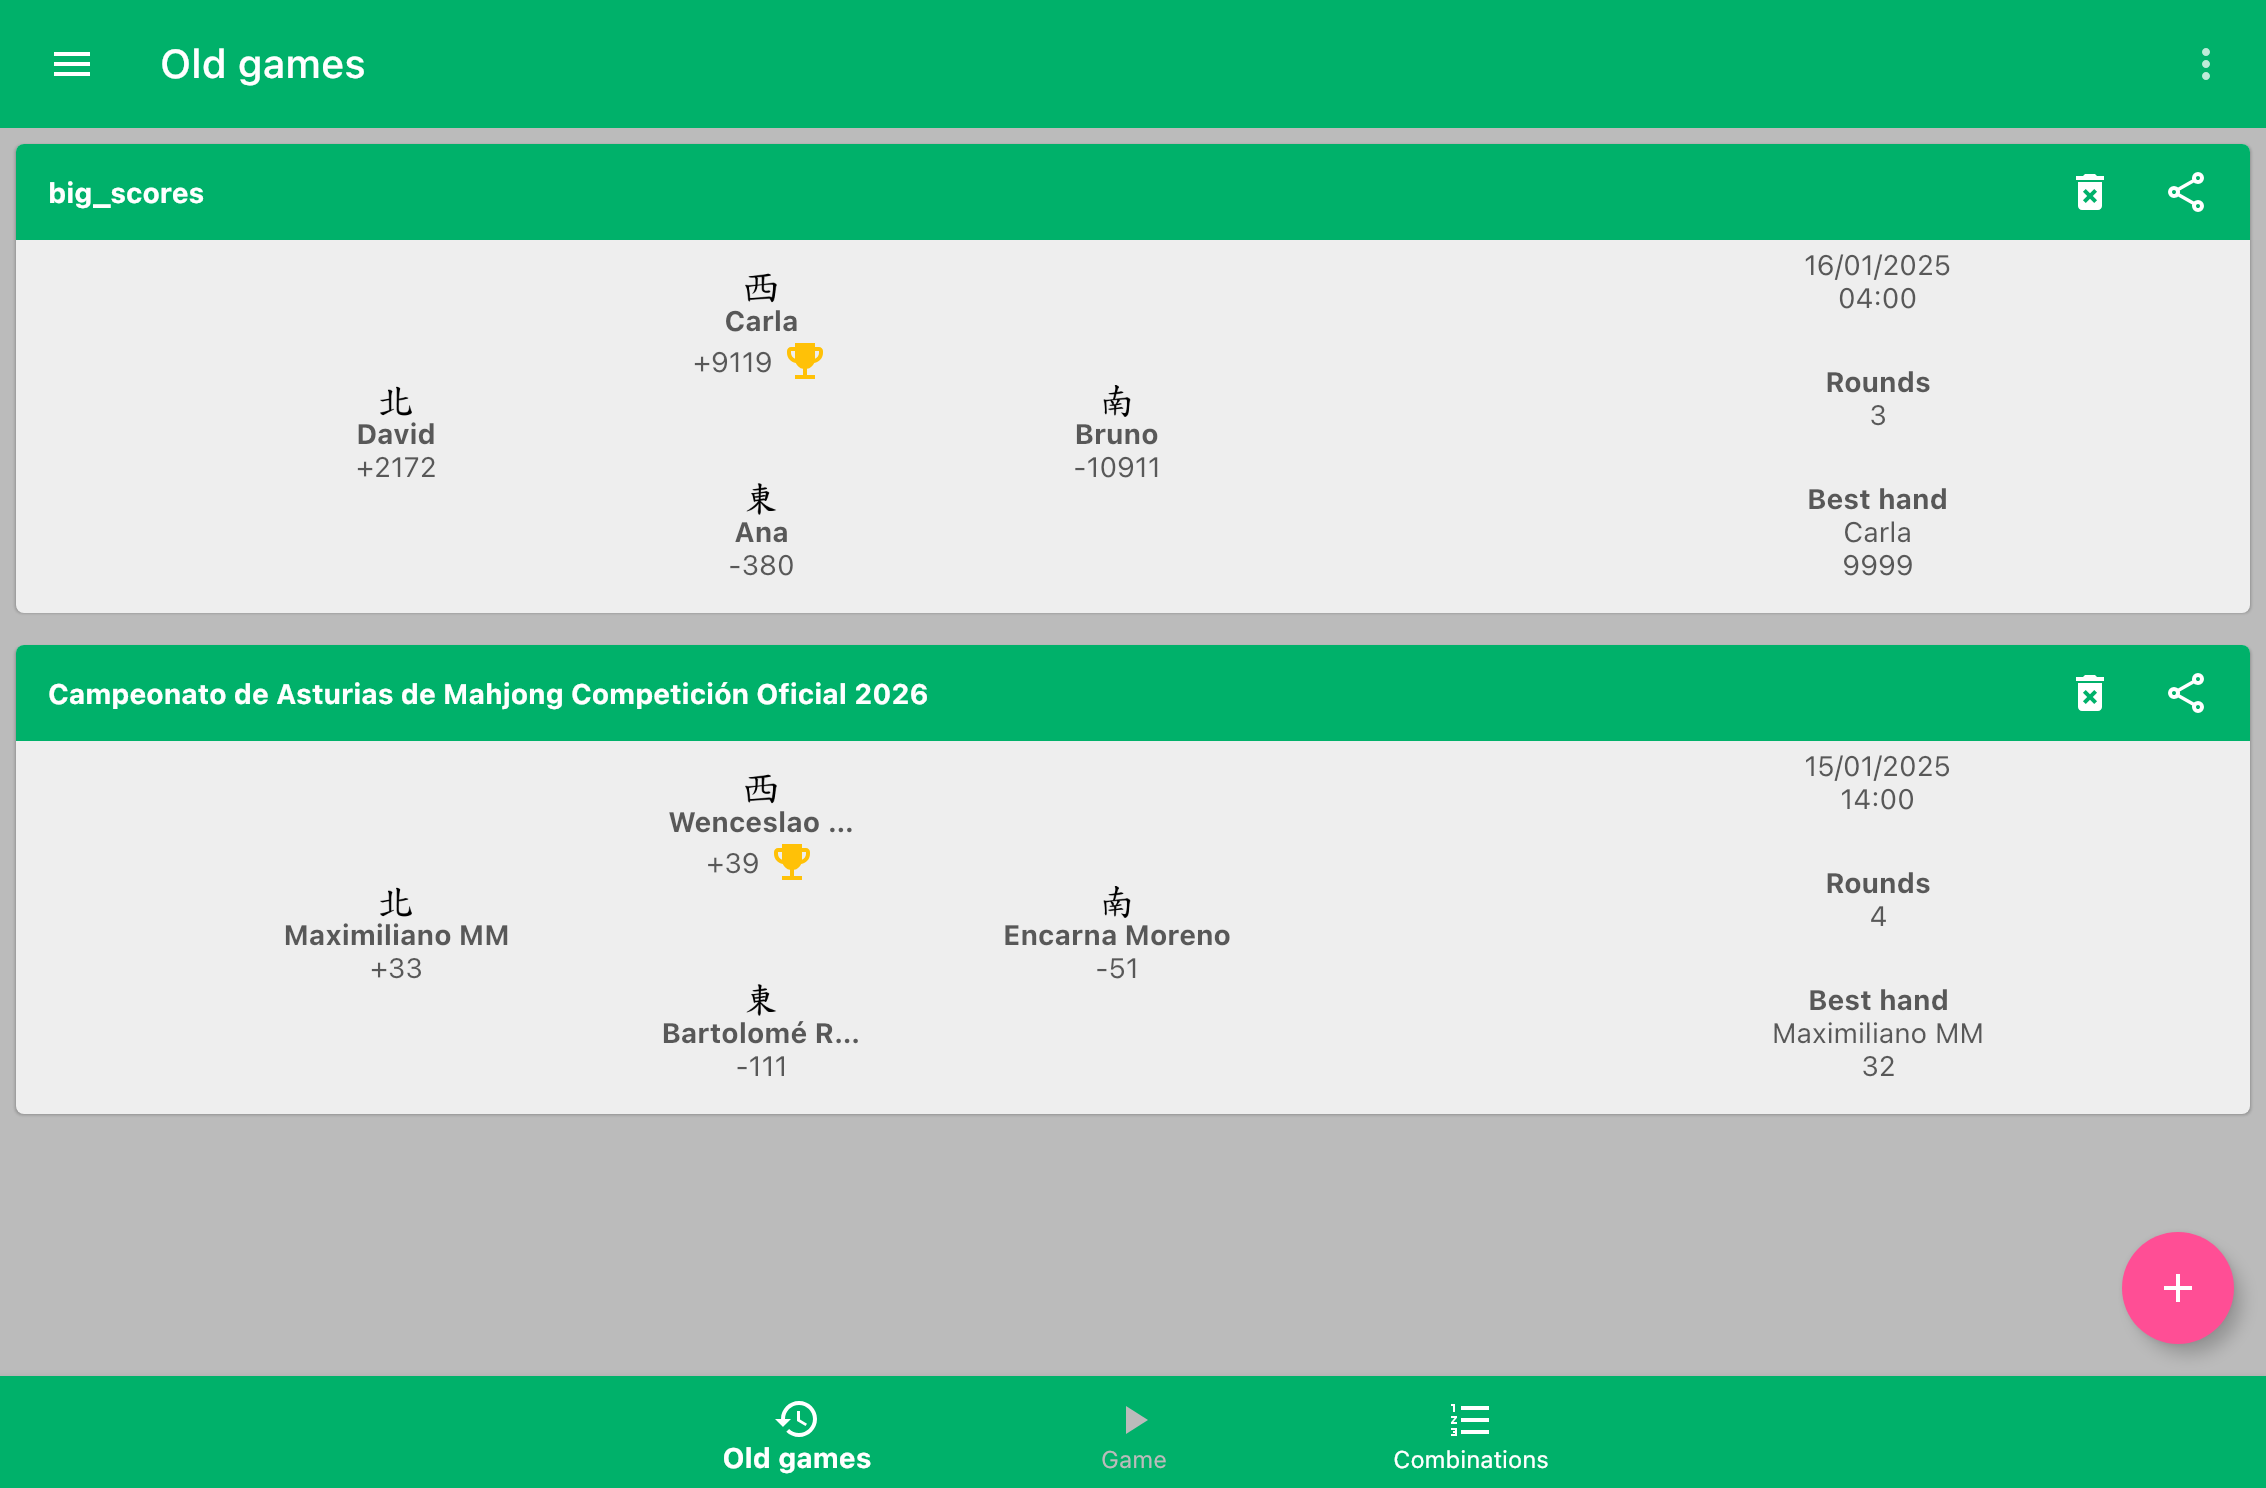 Old games
big_scores
西
Carla
+9119
北
David
+2172
南
Bruno
-10911
東
Ana
-380
16/01/2025
04:00
Rounds
3
Best hand
Carla
9999
Campeonato de Asturias de Mahjong Competición Oficial 2026
西
Wenceslao ...
+39
北
Maximiliano MM
+33
南
Encarna Moreno
-51
東
Bartolomé R...
-111
15/01/2025
14:00
Rounds
4
Best hand
Maximiliano MM
32
Old games
Game
Combinations